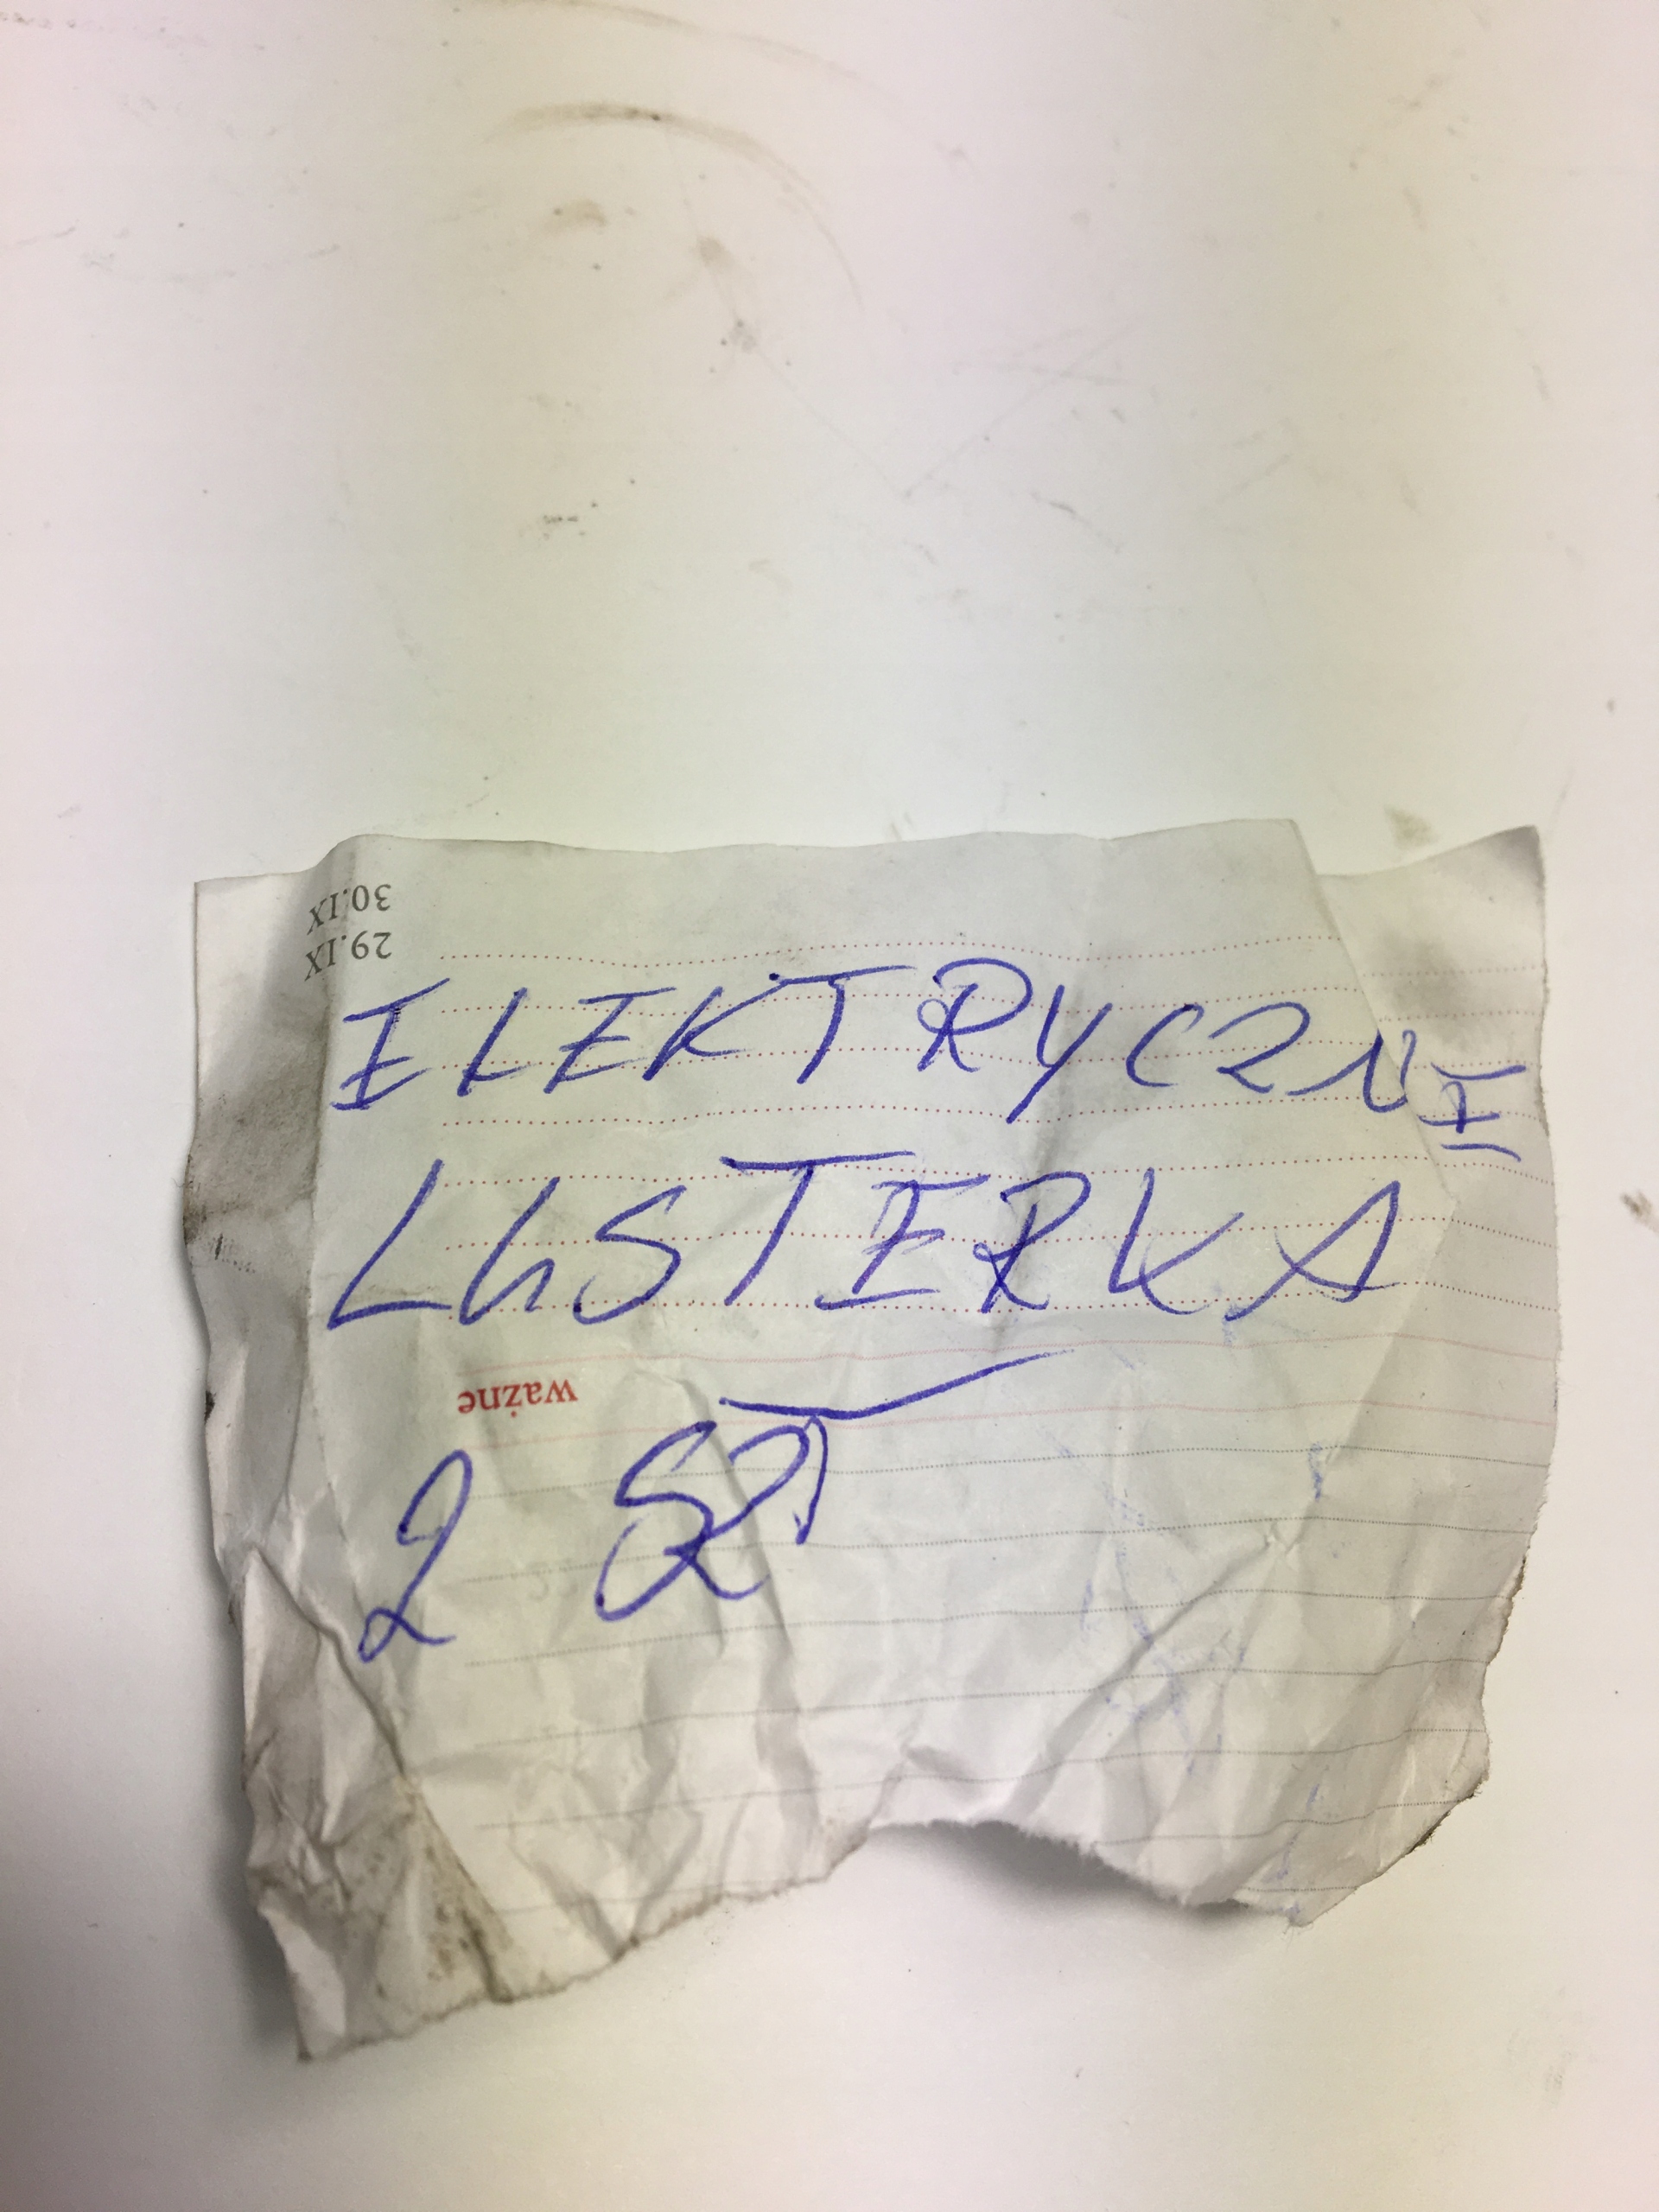 30.IX
29.IX
ELEKTRYCZNE
LUSTERKA
ważne
2 SZT